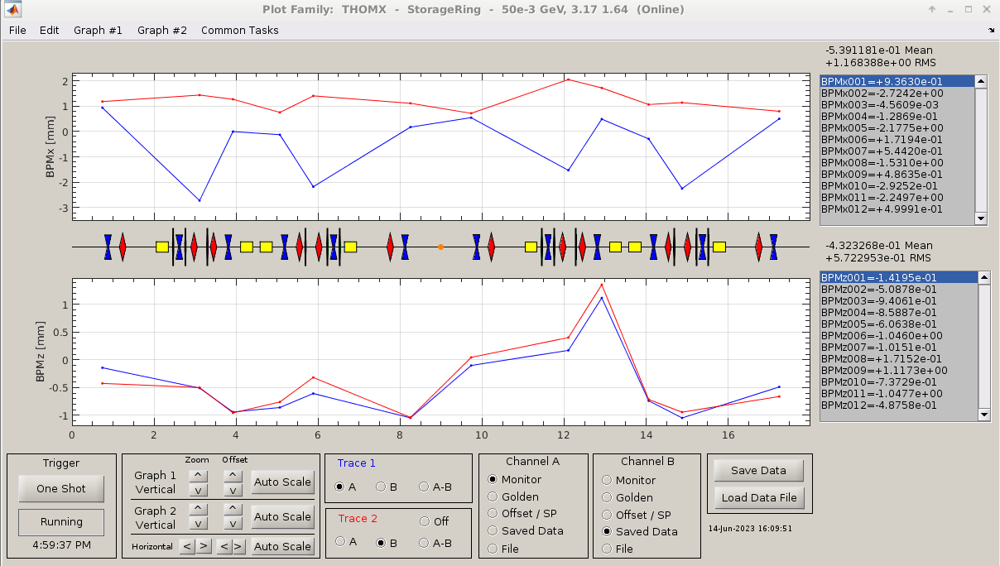 Plot Family:  THOMX  -  StorageRing  -  50e-3 GeV, 3.17 1.64  (Online)
File Edit Graph #1 Graph #2 Common Tasks
-5.391181e-01 Mean
+1.168388e+00 RMS
BPMx [mm]
2
1
0
-1
-2
-3
BPMx001=+9.3630e-01
BPMx002=-2.7242e+00
BPMx003=-4.5609e-03
BPMx004=-1.2869e-01
BPMx005=-2.1775e+00
BPMx006=+1.7194e-01
BPMx007=+5.4420e-01
BPMx008=-1.5310e+00
BPMx009=+4.8635e-01
BPMx010=-2.9252e-01
BPMx011=-2.2497e+00
BPMx012=+4.9991e-01
-4.323268e-01 Mean
+5.722953e-01 RMS
BPMz [mm]
1
0.5
0
-0.5
-1
0 2 4 6 8 10 12 14 16
BPMz001=-1.4195e-01
BPMz002=-5.0878e-01
BPMz003=-9.4061e-01
BPMz004=-8.5887e-01
BPMz005=-6.0638e-01
BPMz006=-1.0460e+00
BPMz007=-1.0151e-01
BPMz008=+1.7152e-01
BPMz009=+1.1173e+00
BPMz010=-7.3729e-01
BPMz011=-1.0477e+00
BPMz012=-4.8758e-01
Trigger
One Shot
Running
4:59:37 PM
Zoom Offset
Graph 1
Vertical
^ ^
v v
Auto Scale
Graph 2
Vertical
^ ^
v v
Auto Scale
Horizontal < > < > Auto Scale
Trace 1
A B A-B
Trace 2 Off
A B A-B
Channel A
Monitor
Golden
Offset / SP
Saved Data
File
Channel B
Monitor
Golden
Offset / SP
Saved Data
File
Save Data
Load Data File
14-Jun-2023 16:09:51